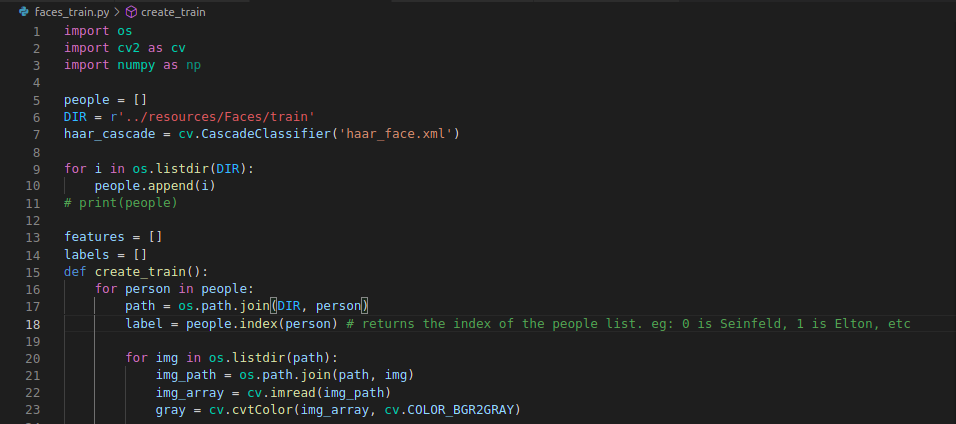 faces_train.py > create_train
1 import os
2 import cv2 as cv
3 import numpy as np
4
5 people = []
6 DIR = r'../resources/Faces/train'
7 haar_cascade = cv.CascadeClassifier('haar_face.xml')
8
9 for i in os.listdir(DIR):
10     people.append(i)
11 # print(people)
12
13 features = []
14 labels = []
15 def create_train():
16     for person in people:
17         path = os.path.join(DIR, person)
18         label = people.index(person) # returns the index of the people list. eg: 0 is Seinfeld, 1 is Elton, etc
19
20         for img in os.listdir(path):
21             img_path = os.path.join(path, img)
22             img_array = cv.imread(img_path)
23             gray = cv.cvtColor(img_array, cv.COLOR_BGR2GRAY)